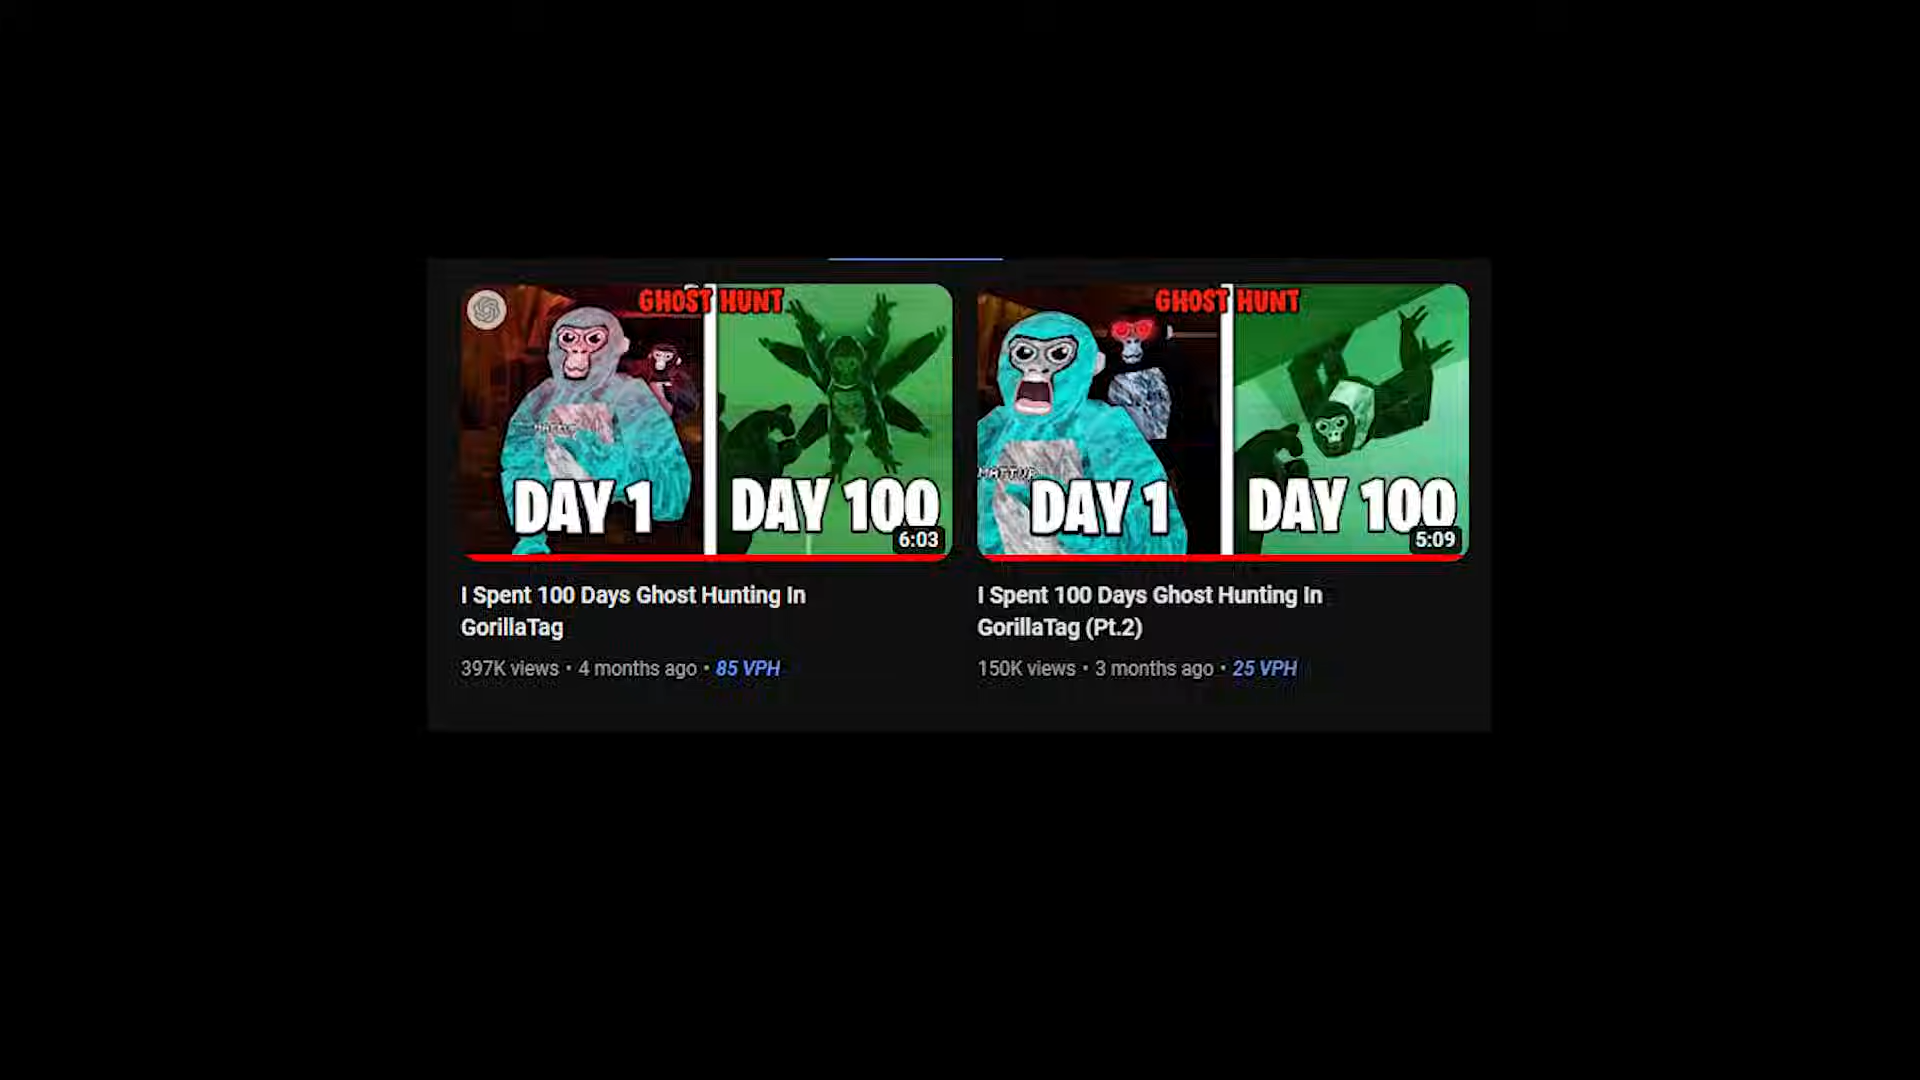 GHOST HUNT
DAY 1
DAY 100
6:03
I Spent 100 Days Ghost Hunting In
GorillaTag
397K views • 4 months ago • 85 VPH
GHOST HUNT
MATTVR
DAY 1
DAY 100
5:09
I Spent 100 Days Ghost Hunting In
GorillaTag (Pt.2)
150K views • 3 months ago • 25 VPH